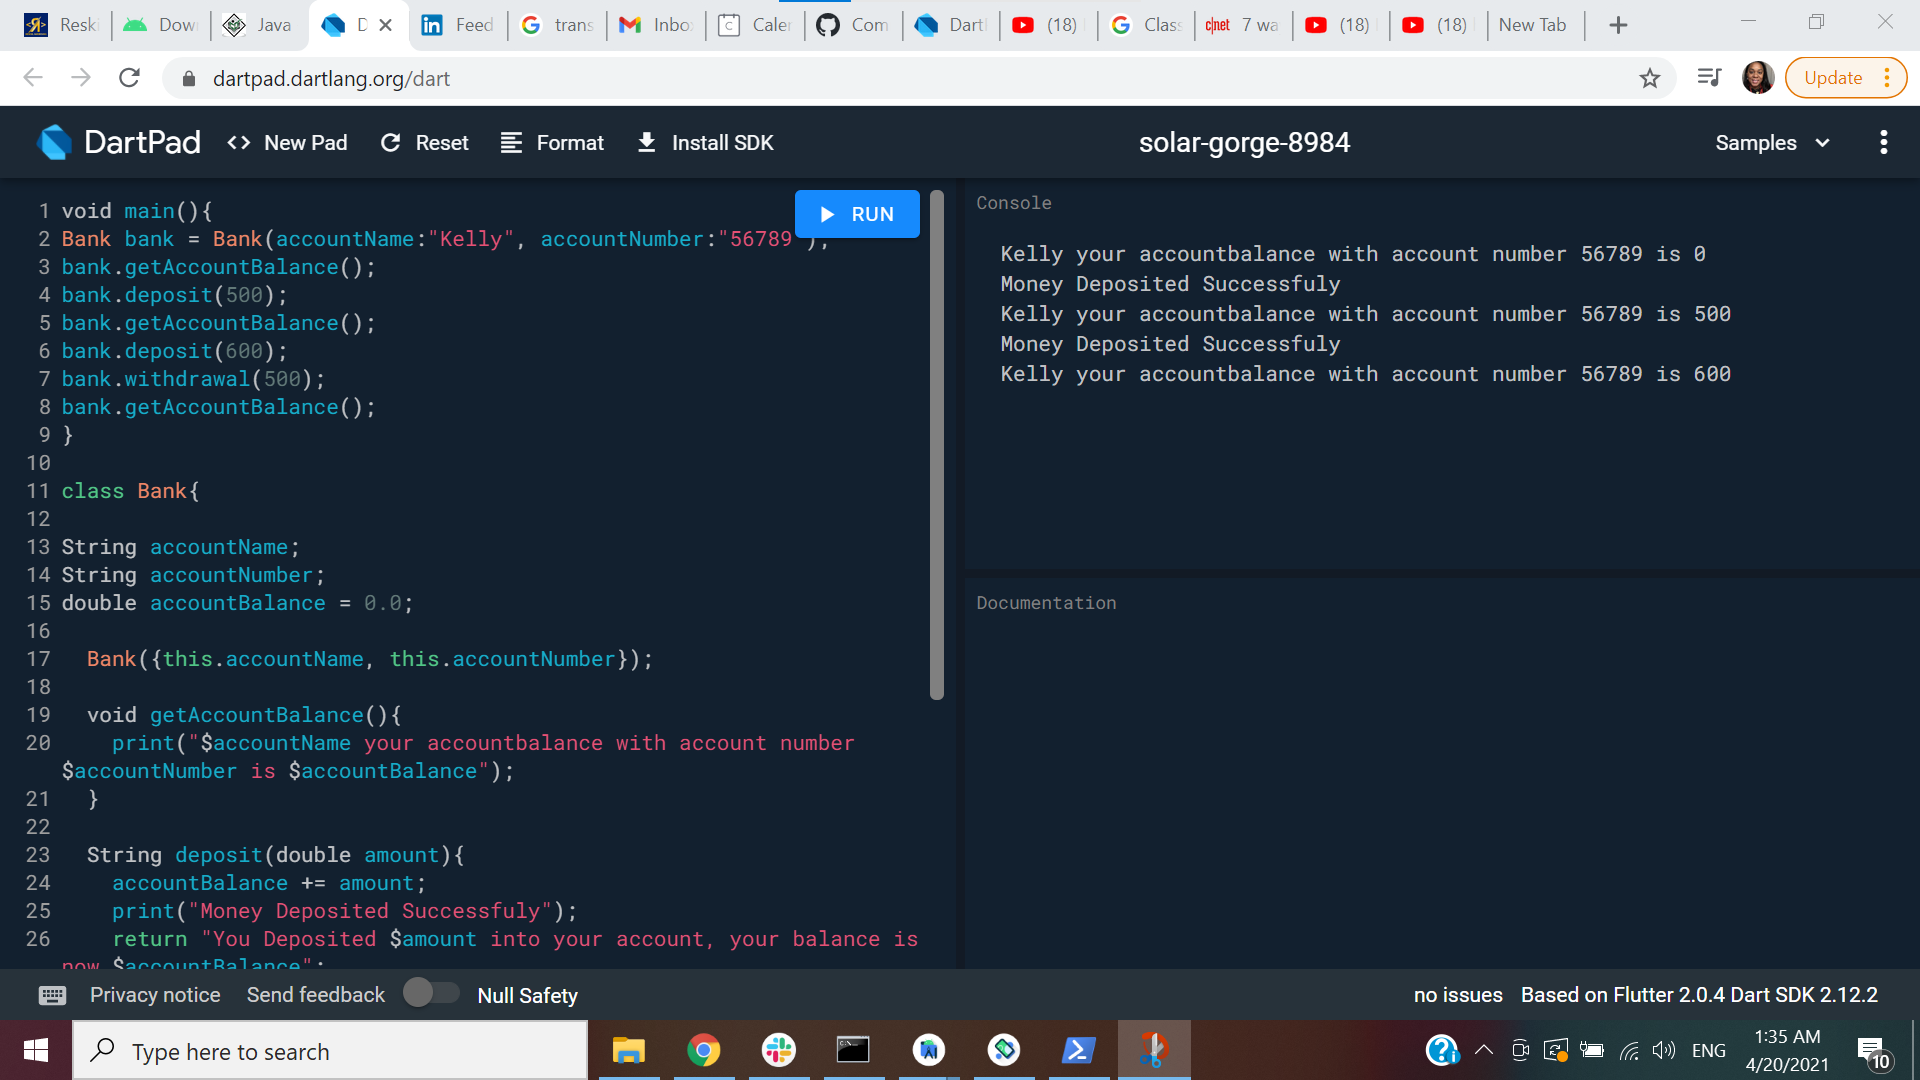 Reski
Dow
Java
D
Feed
trans
Inbo
Caler
Com
Dart
(18)
Clas
c|net 7 wa
(18)
(18)
New Tab
dartpad.dartlang.org/dart
Update
DartPad
<> New Pad
Reset
Format
Install SDK
solar-gorge-8984
Samples
RUN
1 void main(){
2 Bank bank = Bank(accountName:"Kelly", accountNumber:"56789");
3 bank.getAccountBalance();
4 bank.deposit(500);
5 bank.getAccountBalance();
6 bank.deposit(600);
7 bank.withdrawal(500);
8 bank.getAccountBalance();
9 }
10
11 class Bank{
12
13 String accountName;
14 String accountNumber;
15 double accountBalance = 0.0;
16
17 Bank({this.accountName, this.accountNumber});
18
19 void getAccountBalance(){
20 print("$accountName your accountbalance with account number
$accountNumber is $accountBalance");
21 }
22
23 String deposit(double amount){
24 accountBalance += amount;
25 print("Money Deposited Successfuly");
26 return "You Deposited $amount into your account, your balance is
now $accountBalance";
Console
Kelly your accountbalance with account number 56789 is 0
Money Deposited Successfuly
Kelly your accountbalance with account number 56789 is 500
Money Deposited Successfuly
Kelly your accountbalance with account number 56789 is 600
Documentation
Privacy notice
Send feedback
Null Safety
no issues
Based on Flutter 2.0.4 Dart SDK 2.12.2
Type here to search
ENG
1:35 AM
4/20/2021
10